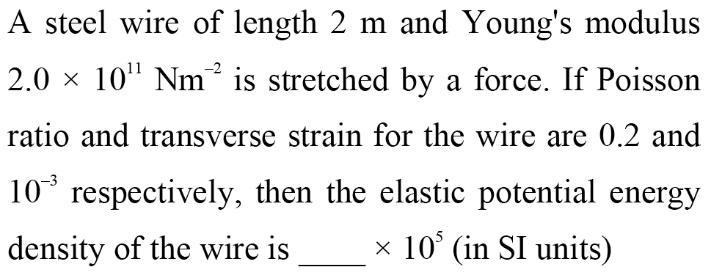 A steel wire of length 2 m and Young's modulus
2.0 × 10¹¹ Nm⁻² is stretched by a force. If Poisson
ratio and transverse strain for the wire are 0.2 and
10⁻³ respectively, then the elastic potential energy
density of the wire is ____ × 10⁵ (in SI units)